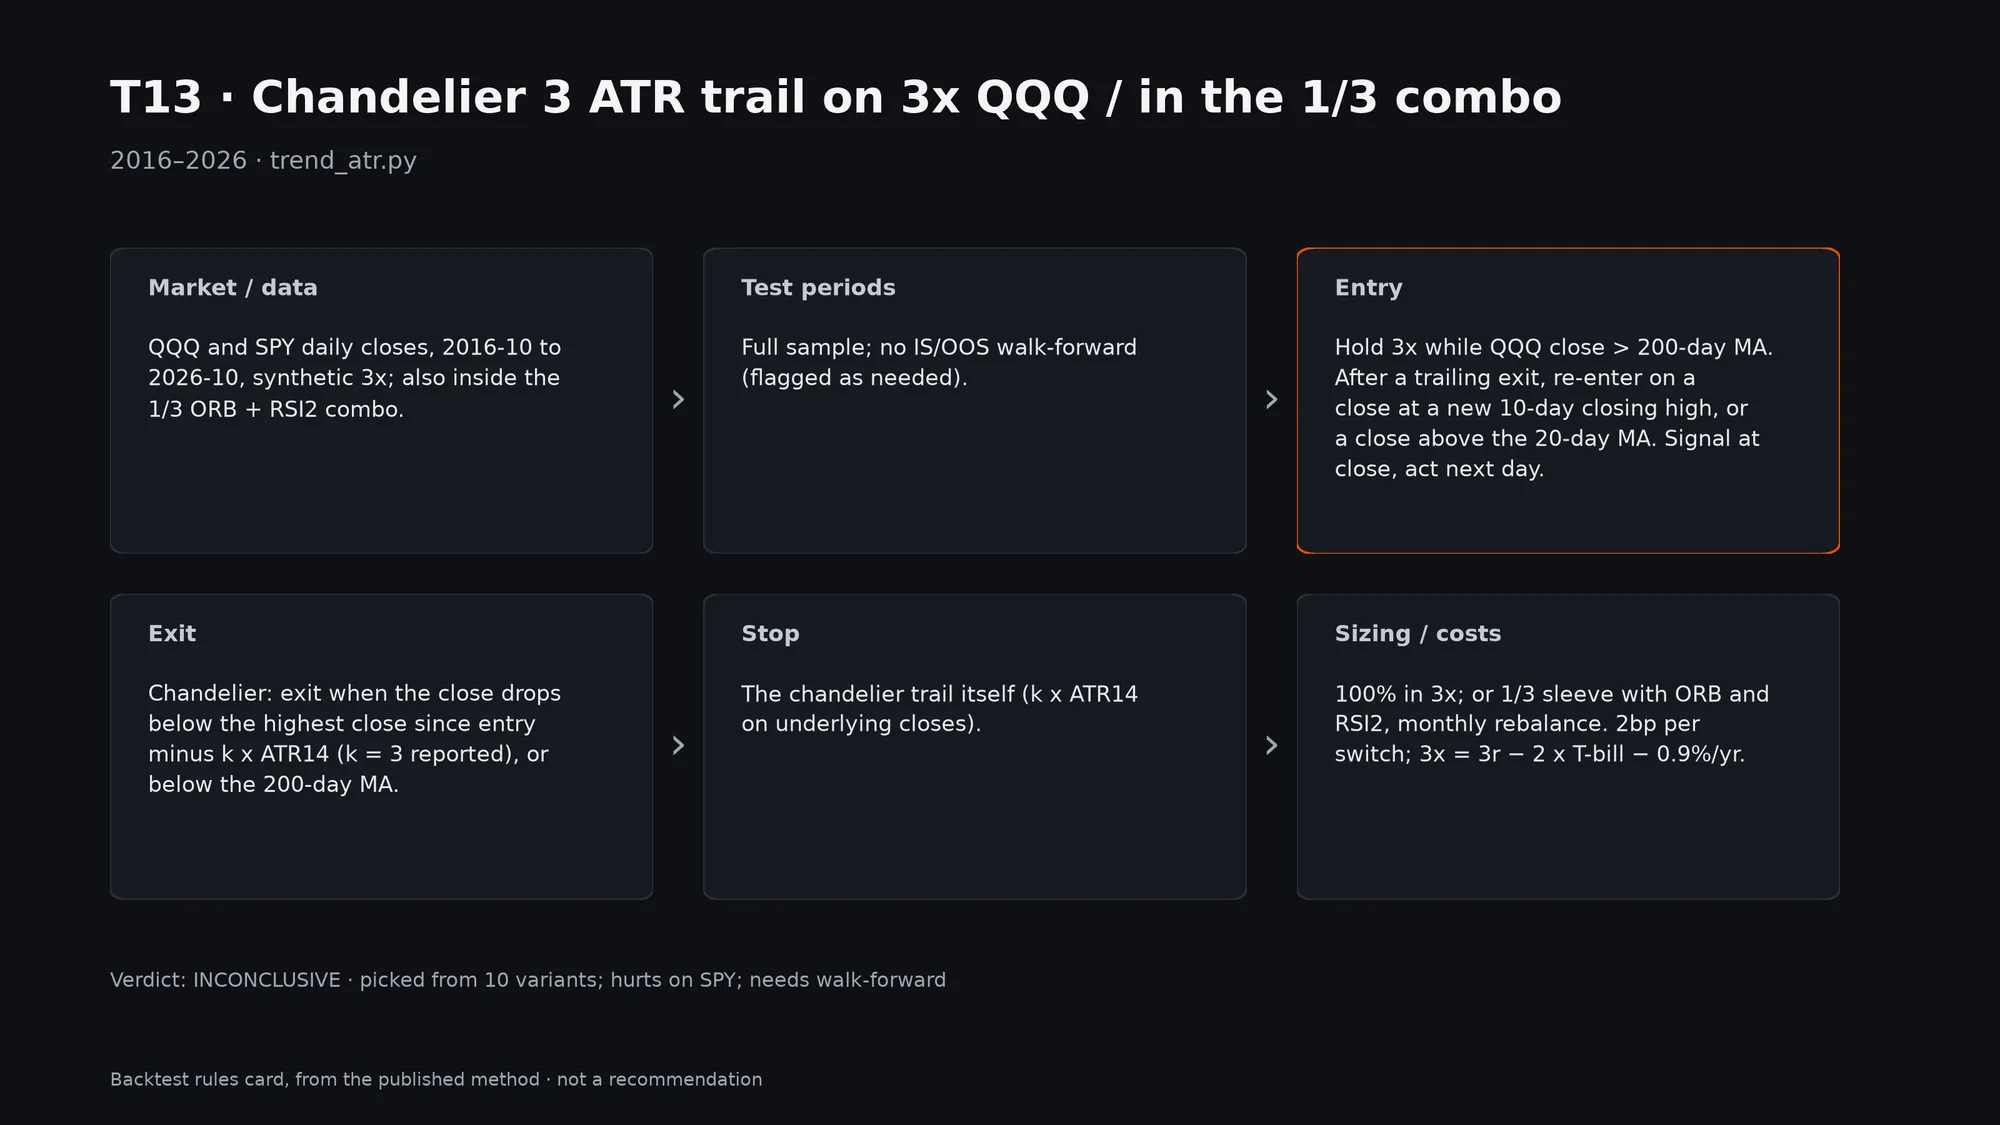 T13 · Chandelier 3 ATR trail on 3x QQQ / in the 1/3 combo
2016–2026 · trend_atr.py
Market / data
QQQ and SPY daily closes, 2016-10 to
2026-10, synthetic 3x; also inside the
1/3 ORB + RSI2 combo.
›
Test periods
Full sample; no IS/OOS walk-forward
(flagged as needed).
›
Entry
Hold 3x while QQQ close > 200-day MA.
After a trailing exit, re-enter on a
close at a new 10-day closing high, or
a close above the 20-day MA. Signal at
close, act next day.
Exit
Chandelier: exit when the close drops
below the highest close since entry
minus k x ATR14 (k = 3 reported), or
below the 200-day MA.
›
Stop
The chandelier trail itself (k x ATR14
on underlying closes).
›
Sizing / costs
100% in 3x; or 1/3 sleeve with ORB and
RSI2, monthly rebalance. 2bp per
switch; 3x = 3r − 2 x T-bill − 0.9%/yr.
Verdict: INCONCLUSIVE · picked from 10 variants; hurts on SPY; needs walk-forward
Backtest rules card, from the published method · not a recommendation